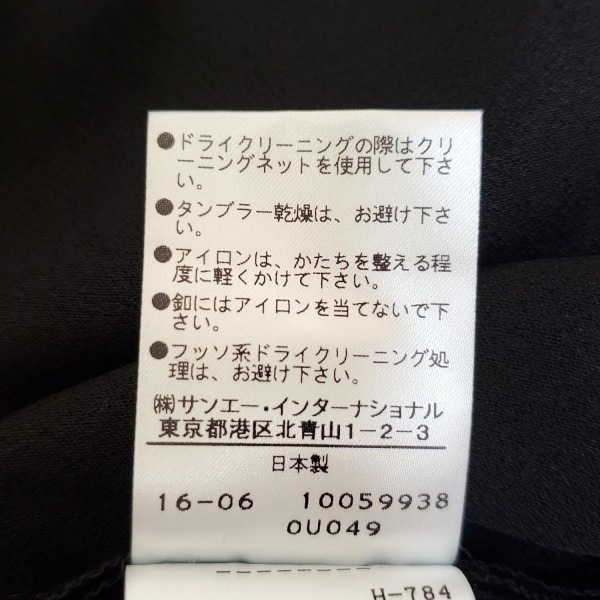 ●ドライクリーニングの際はクリ
ーニングネットを使用して下さ
い。
●タンブラー乾燥は、お避け下さ
い。
●アイロンは、かたちを整える程
度に軽くかけて下さい。
●釦にはアイロンを当てないで下
さい。
●フッソ系ドライクリーニング処
理は、お避け下さい。
㈱サンエー・インターナショナル
東京都港区北青山1-2-3
日本製
16-06 10059938
0U049
H-784